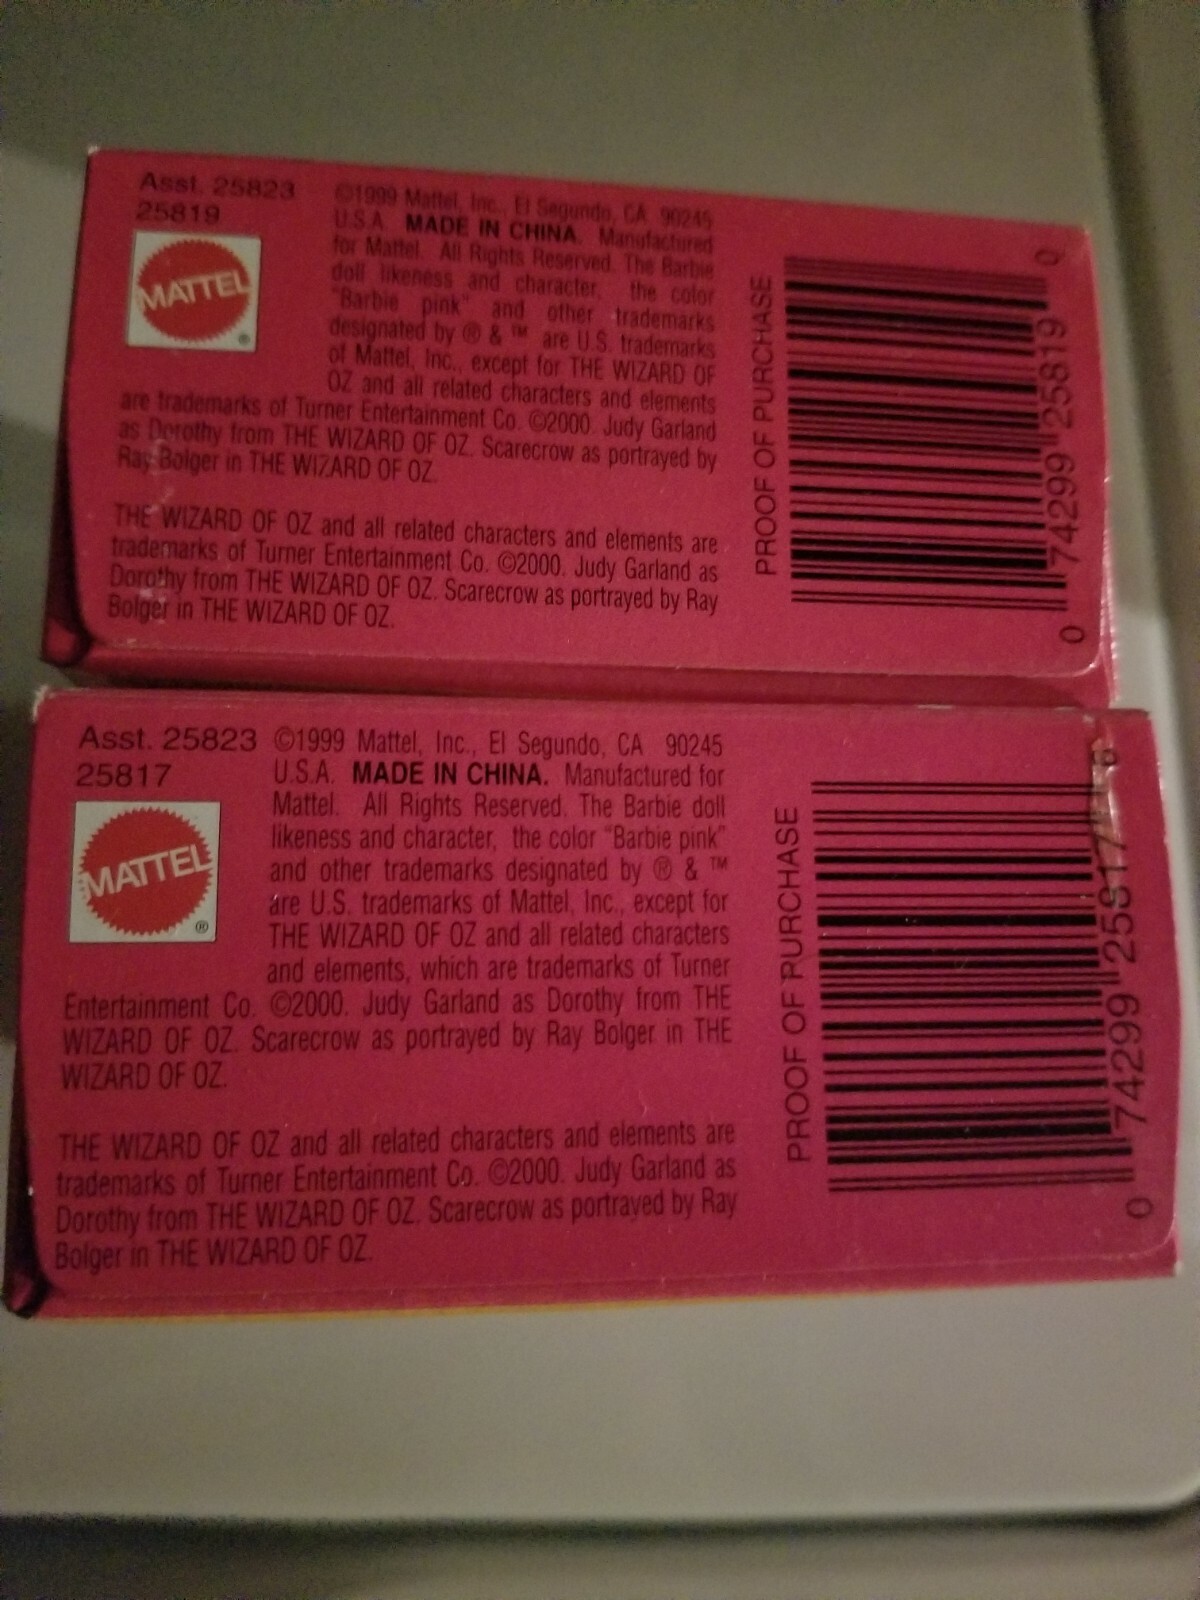 Asst. 25823
25819
MATTEL
®
©1999 Mattel, Inc., El Segundo, CA 90245
U.S.A. MADE IN CHINA. Manufactured
for Mattel. All Rights Reserved. The Barbie
doll likeness and character, the color
"Barbie pink" and other trademarks
designated by ® & ™ are U.S. trademarks
of Mattel, Inc., except for THE WIZARD OF
OZ and all related characters and elements
are trademarks of Turner Entertainment Co. ©2000. Judy Garland
as Dorothy from THE WIZARD OF OZ. Scarecrow as portrayed by
Ray Bolger in THE WIZARD OF OZ.
THE WIZARD OF OZ and all related characters and elements are
trademarks of Turner Entertainment Co. ©2000. Judy Garland as
Dorothy from THE WIZARD OF OZ. Scarecrow as portrayed by Ray
Bolger in THE WIZARD OF OZ.
PROOF OF PURCHASE
0 74299 25819 0
Asst. 25823
25817
MATTEL
®
©1999 Mattel, Inc., El Segundo, CA 90245
U.S.A. MADE IN CHINA. Manufactured for
Mattel. All Rights Reserved. The Barbie doll
likeness and character, the color "Barbie pink"
and other trademarks designated by ® & ™
are U.S. trademarks of Mattel, Inc., except for
THE WIZARD OF OZ and all related characters
and elements, which are trademarks of Turner
Entertainment Co. ©2000. Judy Garland as Dorothy from THE
WIZARD OF OZ. Scarecrow as portrayed by Ray Bolger in THE
WIZARD OF OZ.
THE WIZARD OF OZ and all related characters and elements are
trademarks of Turner Entertainment Co. ©2000. Judy Garland as
Dorothy from THE WIZARD OF OZ. Scarecrow as portrayed by Ray
Bolger in THE WIZARD OF OZ.
PROOF OF PURCHASE
0 74299 25817